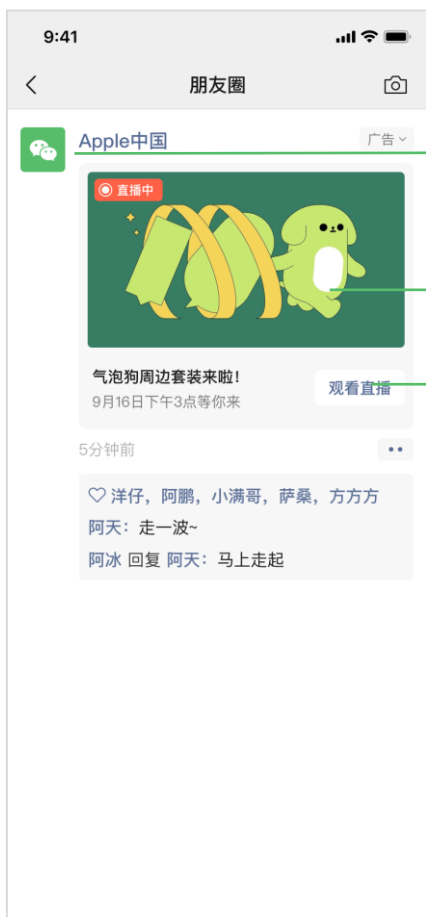 9:41
朋友圈
Apple中国
广告
直播中
气泡狗周边套装来啦!
9月16日下午3点等你来
观看直播
5分钟前
洋仔，阿鹏，小满哥，萨桑，方方方
阿天：走一波~
阿冰 回复 阿天：马上走起